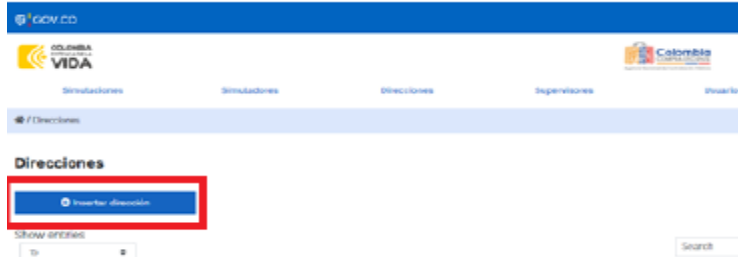 GOV.CO
COLOMBIA
VIDA
Colombia
Simulaciones Simuladores Direcciones Supervisores
/ Direcciones
Direcciones
Insertar dirección
Show entries
Search